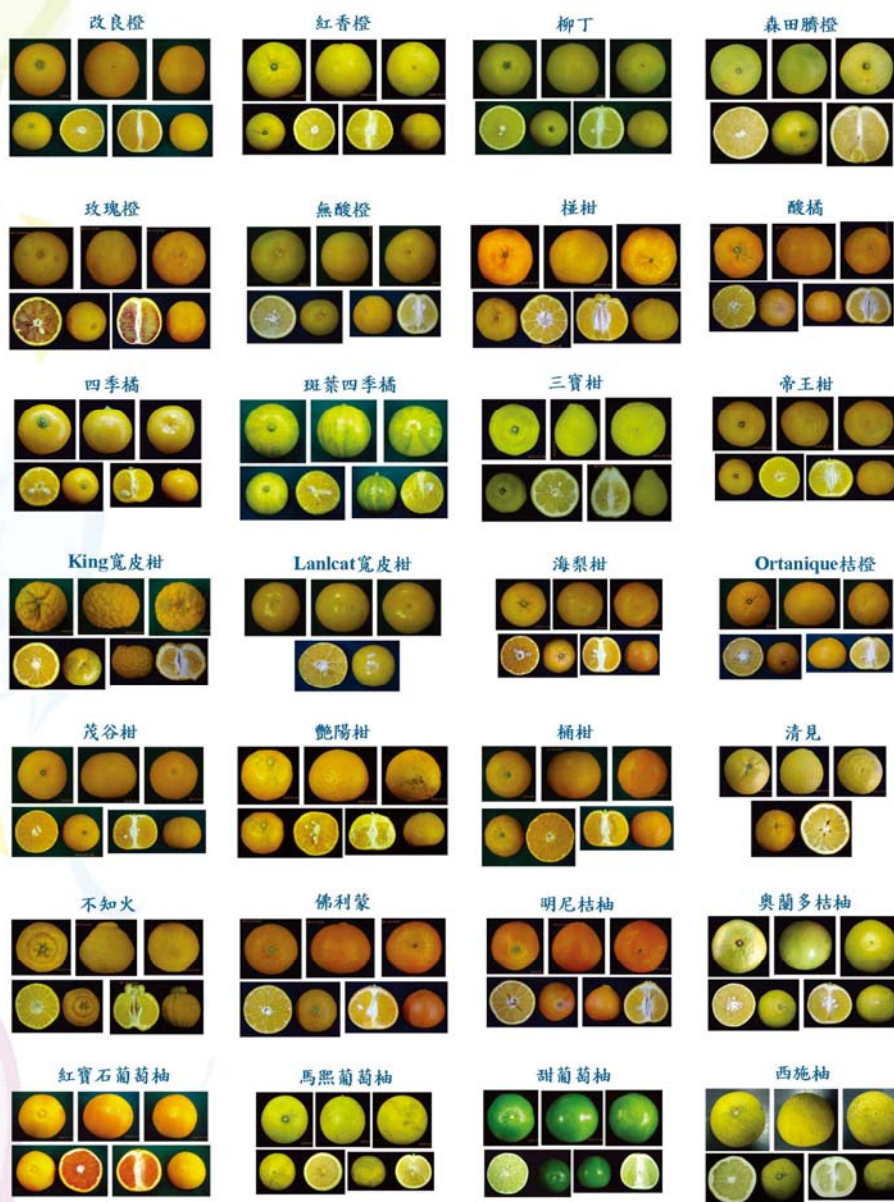 改良橙
紅香橙
柳丁
森田臍橙
玫瑰橙
無酸橙
椪柑
酸橘
四季橘
斑葉四季橘
三寶柑
帝王柑
King寬皮柑
Lanlcat寬皮柑
海梨柑
Ortanique桔橙
茂谷柑
艷陽柑
桶柑
清見
不知火
佛利蒙
明尼桔柚
奧蘭多桔柚
紅寶石葡萄柚
馬熙葡萄柚
甜葡萄柚
西施柚